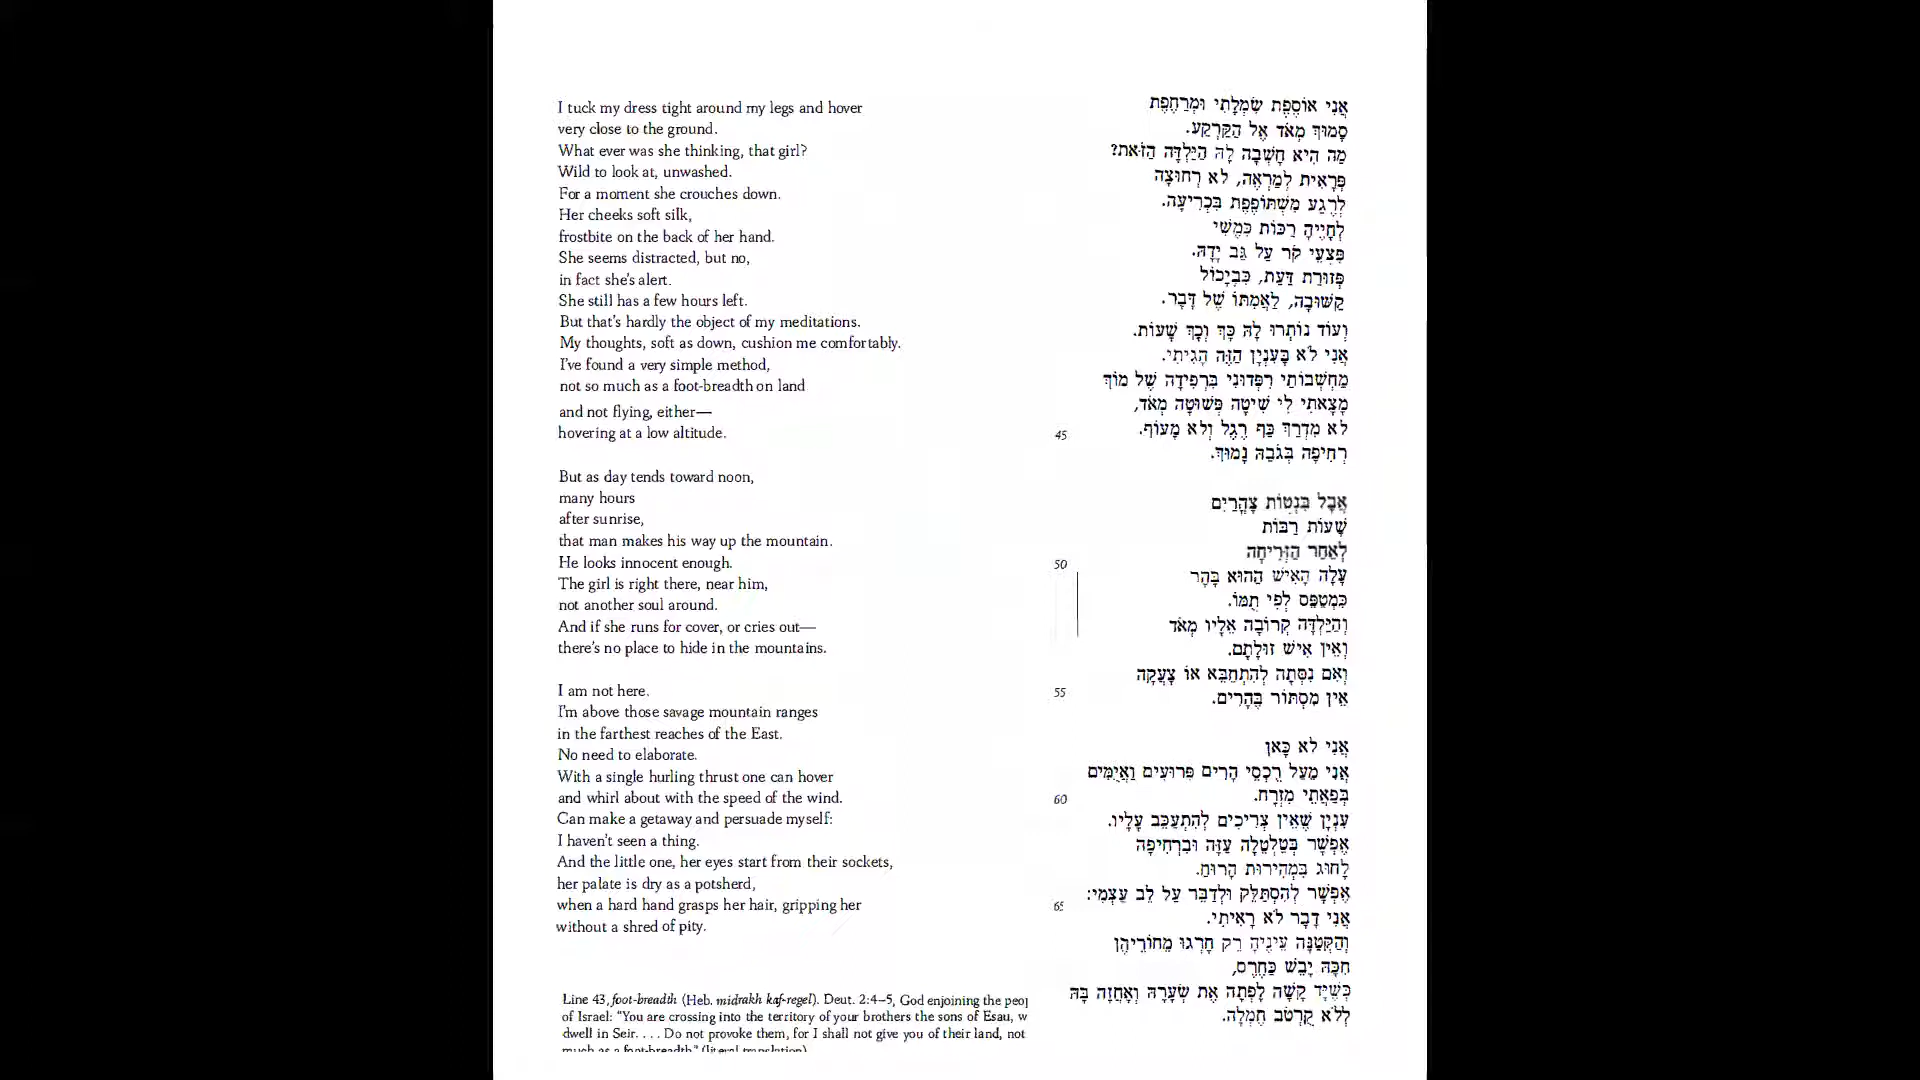 I tuck my dress tight around my legs and hover
very close to the ground.
What ever was she thinking, that girl?
Wild to look at, unwashed.
For a moment she crouches down.
Her cheeks soft silk,
frostbite on the back of her hand.
She seems distracted, but no,
in fact she's alert.
She still has a few hours left.
But that's hardly the object of my meditations.
My thoughts, soft as down, cushion me comfortably.
I've found a very simple method,
not so much as a foot-breadth on land
and not flying, either—
hovering at a low altitude.
But as day tends toward noon,
many hours
after sunrise,
that man makes his way up the mountain.
He looks innocent enough.
The girl is right there, near him,
not another soul around.
And if she runs for cover, or cries out—
there's no place to hide in the mountains.
I am not here.
I'm above those savage mountain ranges
in the farthest reaches of the East.
No need to elaborate.
With a single hurling thrust one can hover
and whirl about with the speed of the wind.
Can make a getaway and persuade myself:
I haven't seen a thing.
And the little one, her eyes start from their sockets,
her palate is dry as a potsherd,
when a hard hand grasps her hair, gripping her
without a shred of pity.
45
50
55
60
65
אֲנִי אוֹסֶפֶת שִׂמְלָתִי וּמְרַחֶפֶת
סָמוּךְ מְאֹד אֶל הַקַּרְקַע.
מַה הִיא חָשְׁבָה לָהּ הַיַּלְדָּה הַזֹּאת?
פְּרָאִית לְמַרְאֶה, לֹא רְחוּצָה
לְרֶגַע מִשְׁתּוֹפֶפֶת בִּכְרִיעָה.
לְחָיֶיהָ רַכּוֹת כְּמֶשִׁי
פִּצְעֵי קֹר עַל גַּב יָדָהּ.
פְּזוּרַת דַּעַת, כִּבְיָכוֹל
קַשּׁוּבָה, לַאֲמִתּוֹ שֶׁל דָּבָר.
וְעוֹד נוֹתְרוּ לָהּ כָּךְ וְכָךְ שָׁעוֹת.
אֲנִי לֹא בָּעִנְיָן הַזֶּה הָגִיתִי.
מַחְשְׁבוֹתַי רִפְּדוּנִי בִּרְפִידָה שֶׁל מוֹךְ
מָצָאתִי לִי שִׁיטָה פְּשׁוּטָה מְאֹד,
לֹא מִדְרַךְ כַּף רֶגֶל וְלֹא מָעוֹף.
רְחִיפָה בְּגֹבַהּ נָמוּךְ.
אֲבָל בִּנְטוֹת צָהֳרַיִם
שָׁעוֹת רַבּוֹת
לְאַחַר הַזְּרִיחָה
עָלָה הָאִישׁ הַהוּא בָּהָר
כִּמְטַפֵּס לְפִי תֻמּוֹ.
וְהַיַּלְדָּה קְרוֹבָה אֵלָיו מְאֹד
וְאֵין אִישׁ זוּלָתָם.
וְאִם נִסְּתָה לְהִתְחַבֵּא אוֹ צָעֲקָה
אֵין מִסְתּוֹר בֶּהָרִים.
אֲנִי לֹא כָּאן
אֲנִי מֵעַל רֻכְסֵי הָרִים פְּרוּעִים וַאֲיֻמִּים
בְּפַאֲתֵי מִזְרָח.
עִנְיָן שֶׁאֵין צְרִיכִים לְהִתְעַכֵּב עָלָיו.
אֶפְשָׁר בְּטַלְטֵלָה עַזָּה וּבִרְחִיפָה
לָחוּג בִּמְהִירוּת הָרוּחַ.
אֶפְשָׁר לְהִסְתַּלֵּק וּלְדַבֵּר עַל לֵב עַצְמִי:
אֲנִי דָּבָר לֹא רָאִיתִי.
וְהַקְּטַנָּה עֵינֶיהָ רַק חָרְגוּ מֵחוֹרֵיהֶן
חִכָּהּ יָבֵשׁ כַּחֶרֶס,
כְּשֶׁיָּד קָשָׁה לָפְתָה אֶת שְׂעָרָהּ וְאָחֲזָה בָּהּ
לְלֹא קֻרְטֹב חֶמְלָה.
Line 43, foot-breadth (Heb. midrakh kaf-regel). Deut. 2:4–5, God enjoining the peo
of Israel: "You are crossing into the territory of your brothers the sons of Esau, w
dwell in Seir. . . . Do not provoke them, for I shall not give you of their land, not
much as a foot-breadth" (literal translation)